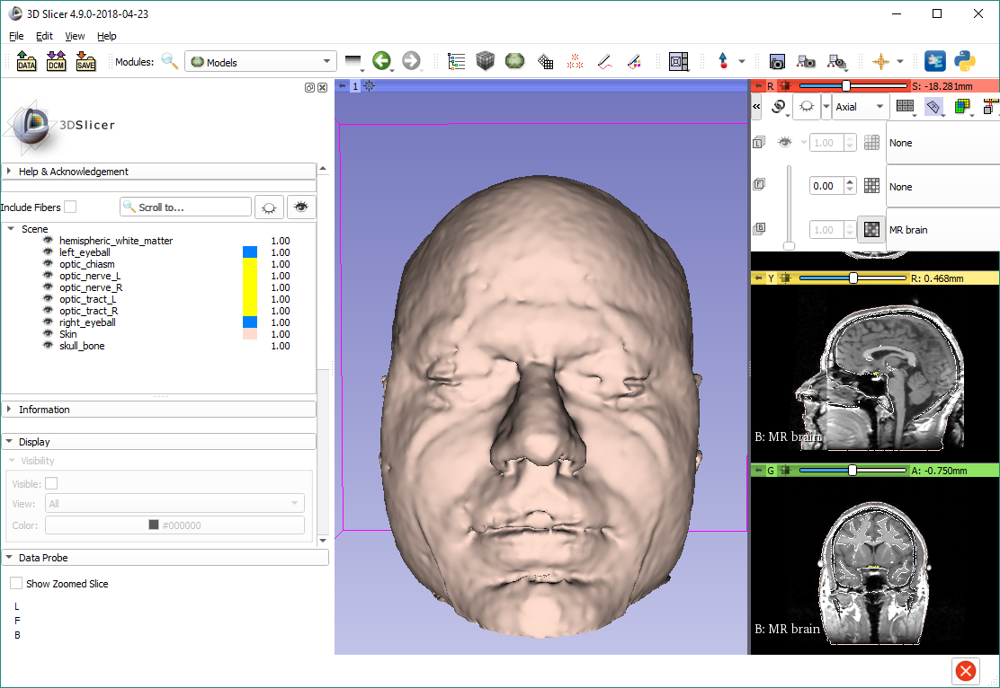 3D Slicer 4.9.0-2018-04-23
File Edit View Help
DATA DCM SAVE Modules: Models
1
R S: -18.281mm
3DSlicer
Axial
Help & Acknowledgement
L 1.00 None
Include Fibers Scroll to...
F 0.00 None
B 1.00 MR brain
Scene
hemispheric_white_matter 1.00
left_eyeball 1.00
optic_chiasm 1.00
optic_nerve_L 1.00
optic_nerve_R 1.00
optic_tract_L 1.00
optic_tract_R 1.00
right_eyeball 1.00
Skin 1.00
skull_bone 1.00
Y R: 0.468mm
B: MR brain
Information
Display
Visibility
Visible:
View: All
Color: #000000
G A: -0.750mm
B: MR brain
Data Probe
Show Zoomed Slice
L
F
B